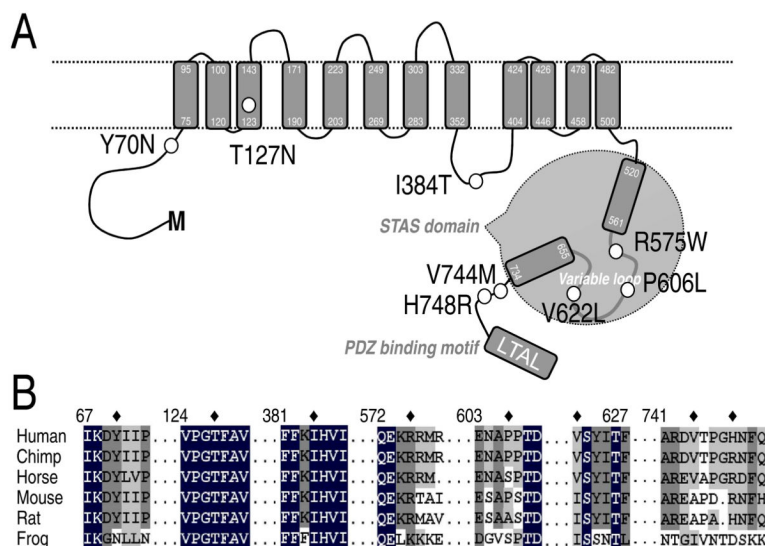 A
95 100 143 171 223 249 303 332 424 426 478 482
75 120 123 190 203 269 283 352 404 446 458 500
Y70N
T127N
I384T
M
520
561
STAS domain
R575W
655
734
Variable loop
V744M
P606L
H748R
V622L
PDZ binding motif
LTAL
B
67 ♦ 124 ♦ 381 ♦ 572 ♦ 603 ♦ ♦ 627 741 ♦ ♦
Human IKDYIIP...VPGTFAV...FFKIHVI..QEKRRMR...ENAPPTD...VSYITF...ARDVTPGHNFQ
Chimp IKDYIIP...VPGTFAV...FFKIHVI..QEKRRMR...ENAPPTD...VSYITF...ARDVTPGHNFQ
Horse IKDYLVP...VPGTFAV...FFKIHVI..QEKRRM...ENASPTD...VSYITF...AREVAPGRDFQ
Mouse IKDYIIP...VPGTFAV...FFKIHVI..QEKRTAI...ESAPSTD...ISYITF...AREAPD.RNFH
Rat IKDYIIP...VPGTFAV...FFKIHVI..QEKRMAV...ESAASTD...ISYITF...AREAPA.HNFQ
Frog IKGNLLN...VPGTFAV...FFFIHVI..QELKKKE...DGVSPTD...ISSNTL...NTGIVNTDSKK